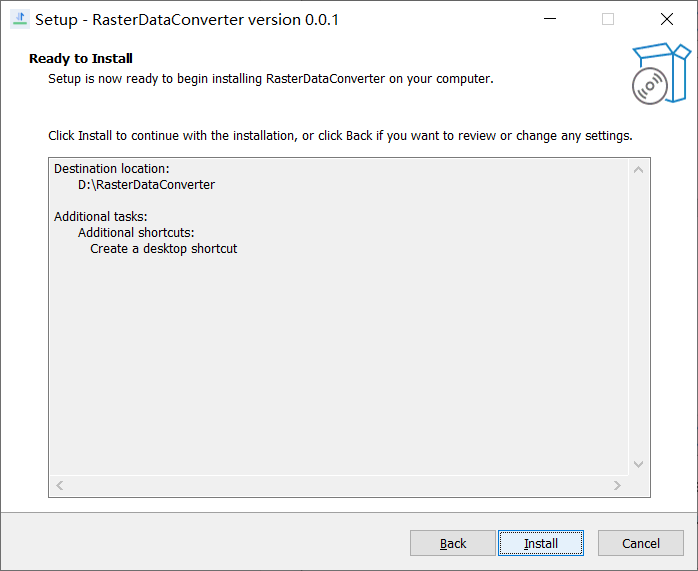 Setup - RasterDataConverter version 0.0.1
Ready to Install
Setup is now ready to begin installing RasterDataConverter on your computer.
Click Install to continue with the installation, or click Back if you want to review or change any settings.
Destination location:
D:\RasterDataConverter
Additional tasks:
Additional shortcuts:
Create a desktop shortcut
Back
Install
Cancel